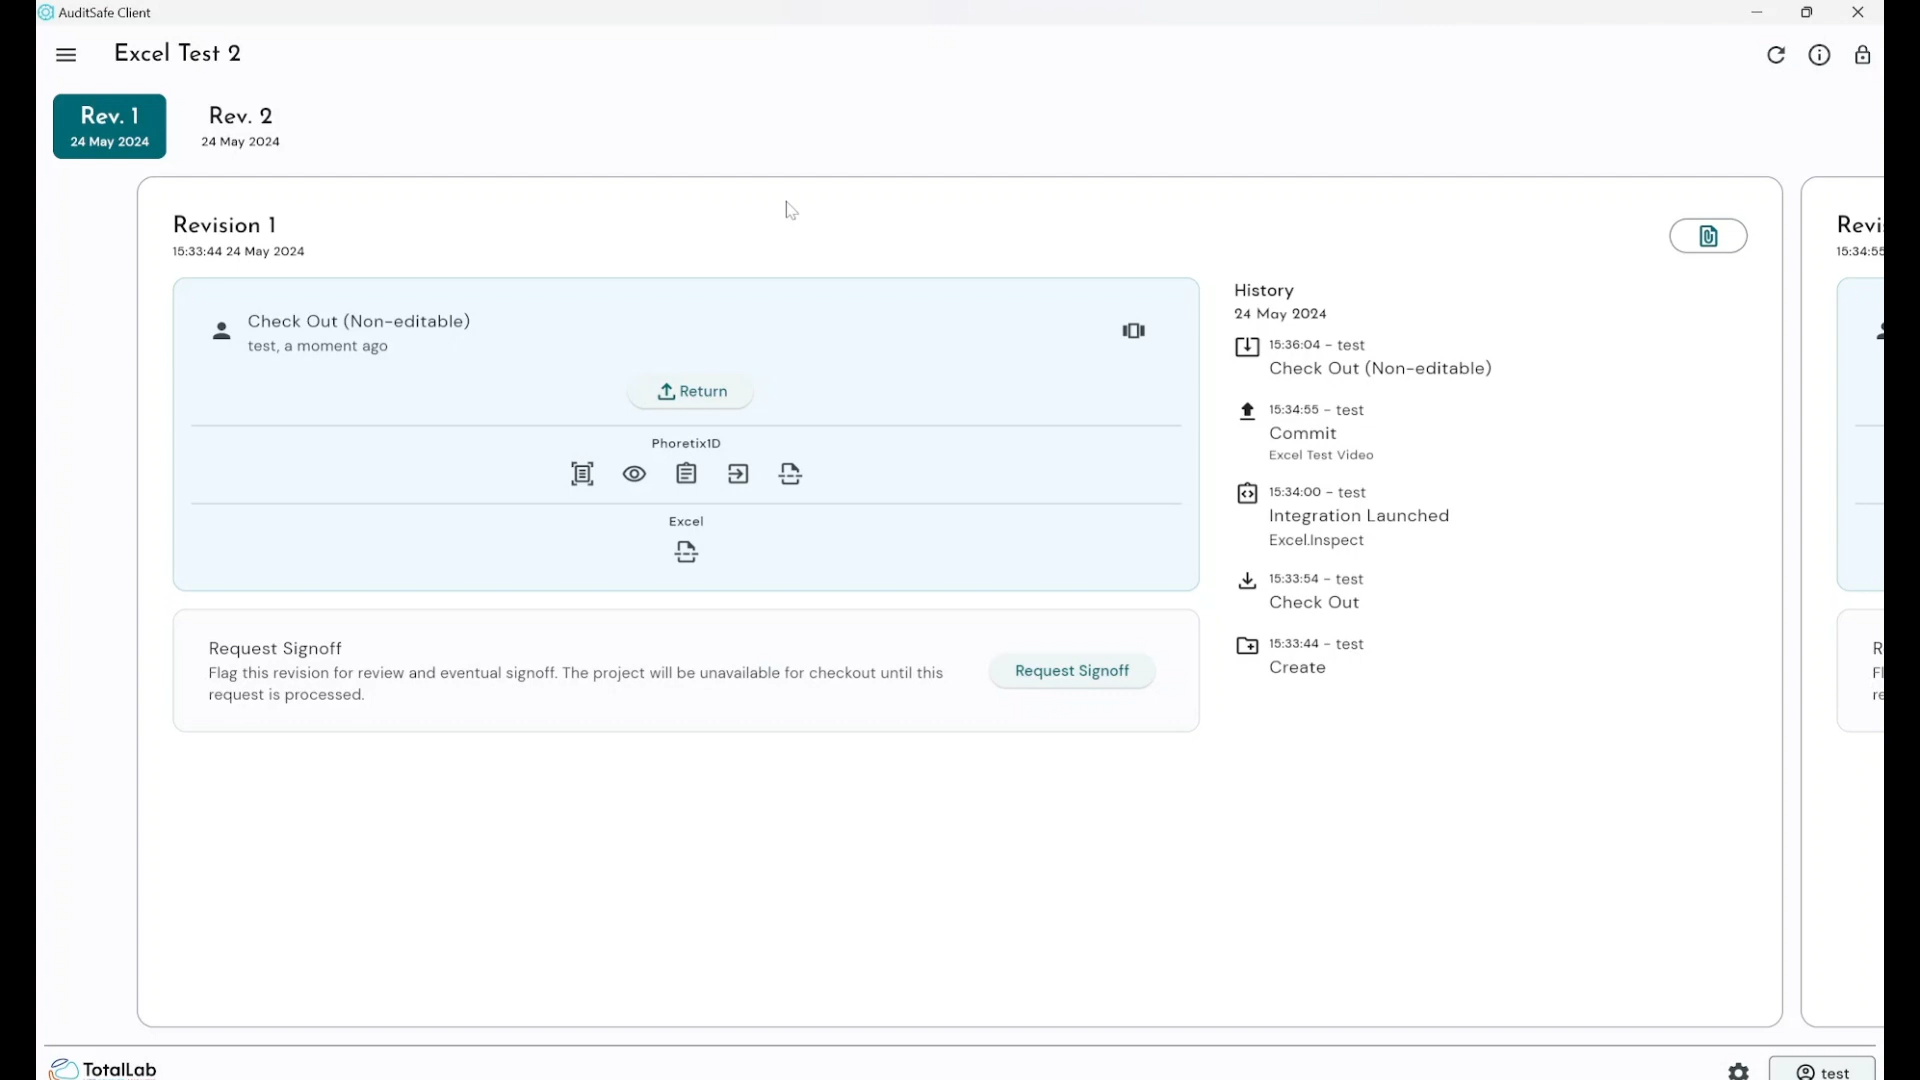 AuditSafe Client
Excel Test 2
Rev. 1
24 May 2024
Rev. 2
24 May 2024
Revision 1
15:33:44 24 May 2024
Check Out (Non-editable)
test, a moment ago
Return
Phoretix1D
Excel
Request Signoff
Flag this revision for review and eventual signoff. The project will be unavailable for checkout until this
request is processed.
Request Signoff
History
24 May 2024
15:36:04 - test
Check Out (Non-editable)
15:34:55 - test
Commit
Excel Test Video
15:34:00 - test
Integration Launched
Excel.Inspect
15:33:54 - test
Check Out
15:33:44 - test
Create
Revi
15:34:55
TotalLab
test